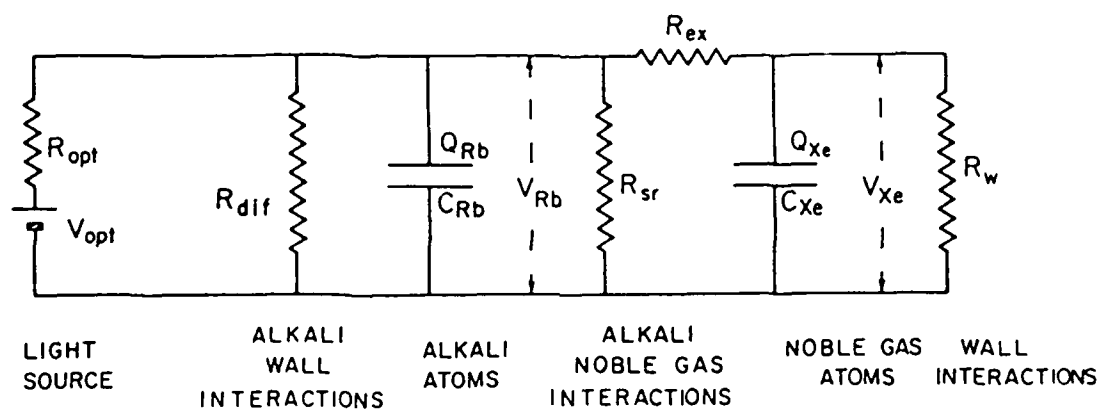 R_ex
R_opt
V_opt
R_dif
Q_Rb
C_Rb
V_Rb
R_sr
Q_Xe
C_Xe
V_Xe
R_w
LIGHT
SOURCE
ALKALI
WALL
INTERACTIONS
ALKALI
ATOMS
ALKALI
NOBLE GAS
INTERACTIONS
NOBLE GAS
ATOMS
WALL
INTERACTIONS